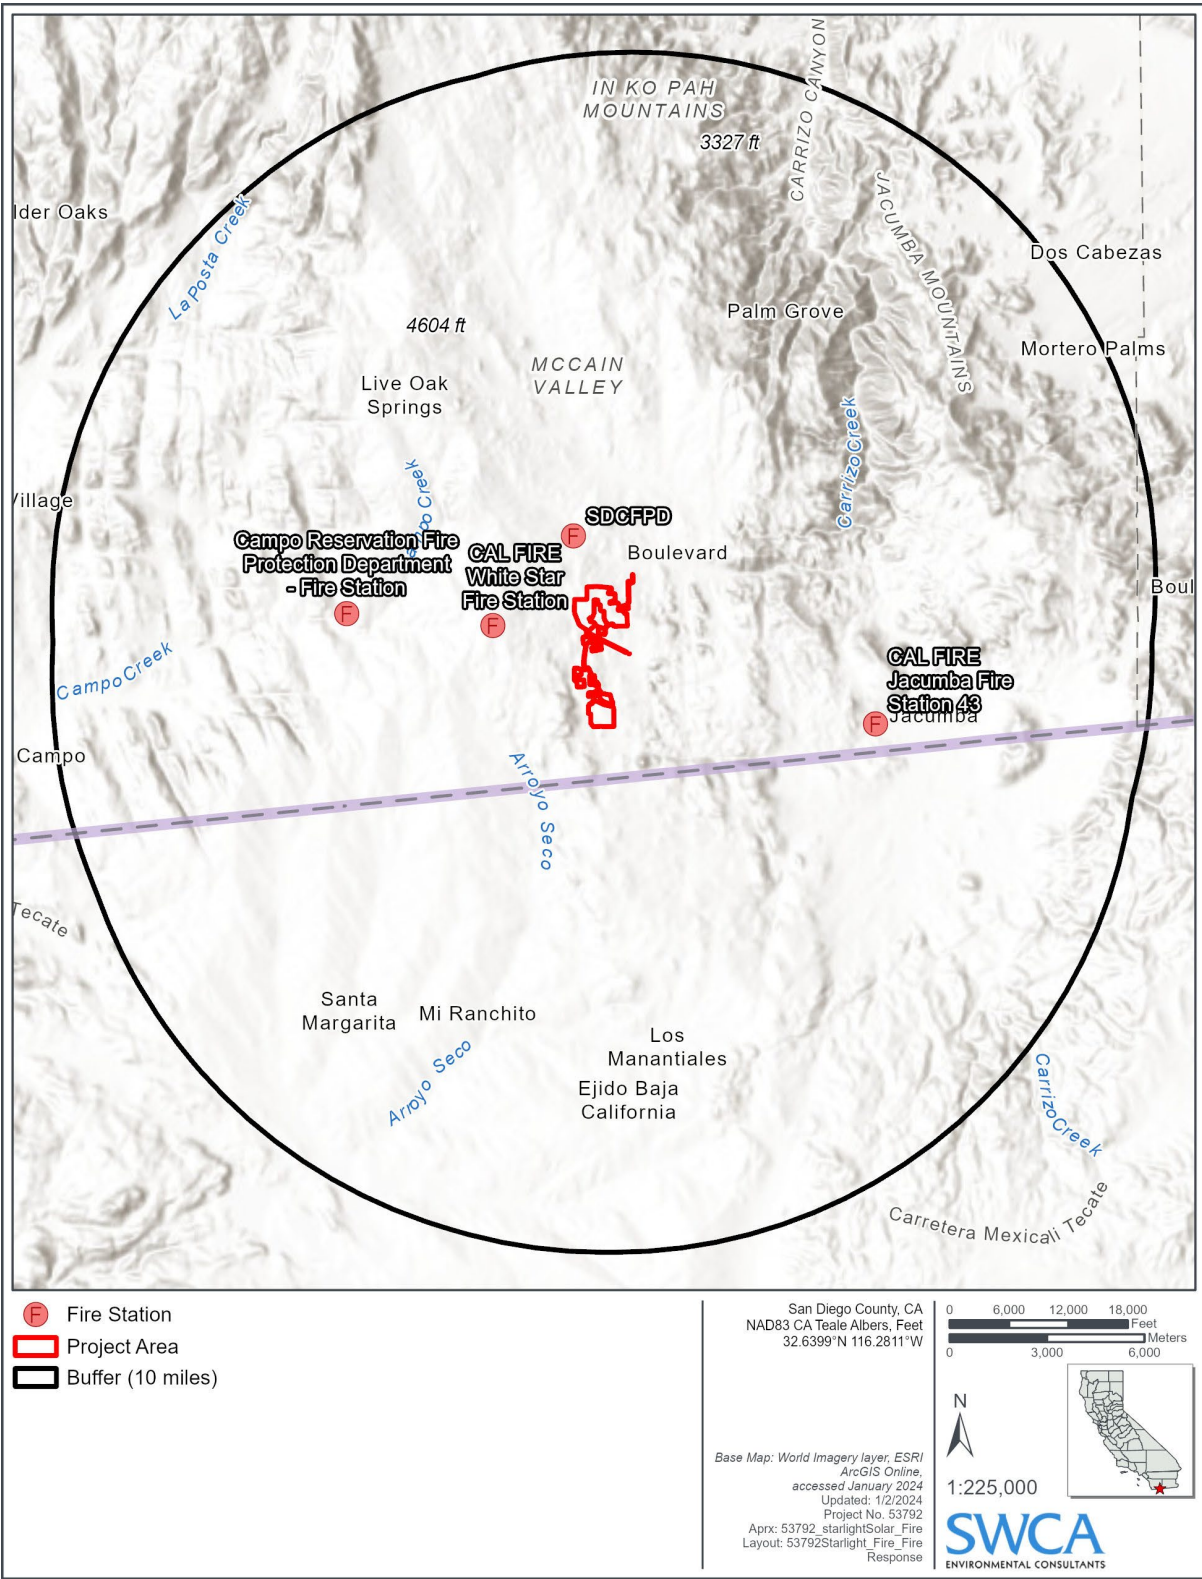 IN KO PAH
MOUNTAINS
3327 ft
CARRIZO CANYON
JACUMBA MOUNTAINS
lder Oaks
La Posta Creek
Dos Cabezas
4604 ft
Palm Grove
Mortero Palms
MCCAIN
VALLEY
Live Oak
Springs
Carrizo Creek
mpo Creek
Village
SDCFPD
F
Boulevard
Campo Reservation Fire
Protection Department
- Fire Station
F
CAL FIRE
White Star
Fire Station
F
Boul
Campo Creek
CAL FIRE
Jacumba Fire
Station 43
F
Jacumba
Campo
Arroyo Seco
Tecate
Santa
Margarita
Mi Ranchito
Los
Manantiales
Arroyo Seco
Ejido Baja
California
Carrizo Creek
Carretera Mexicali Tecate
F Fire Station
Project Area
Buffer (10 miles)
San Diego County, CA
NAD83 CA Teale Albers, Feet
32.6399°N 116.2811°W
0 6,000 12,000 18,000
Feet
Meters
0 3,000 6,000
N
1:225,000
Base Map: World Imagery layer, ESRI
ArcGIS Online,
accessed January 2024
Updated: 1/2/2024
Project No. 53792
Aprx: 53792_starlightSolar_Fire
Layout: 53792Starlight_Fire_Fire
Response
SWCA
ENVIRONMENTAL CONSULTANTS